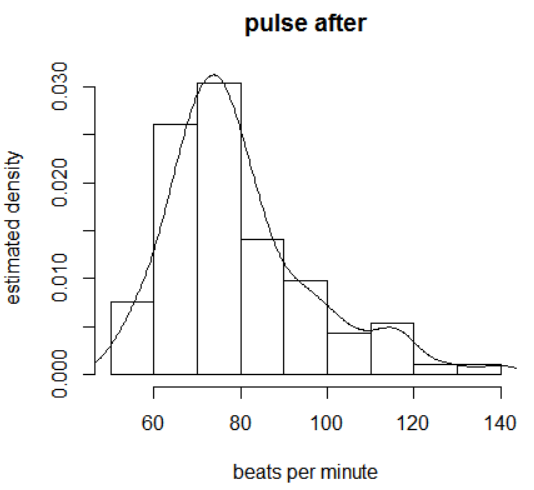 pulse after
estimated density
0.030
0.020
0.010
0.000
60 80 100 120 140
beats per minute